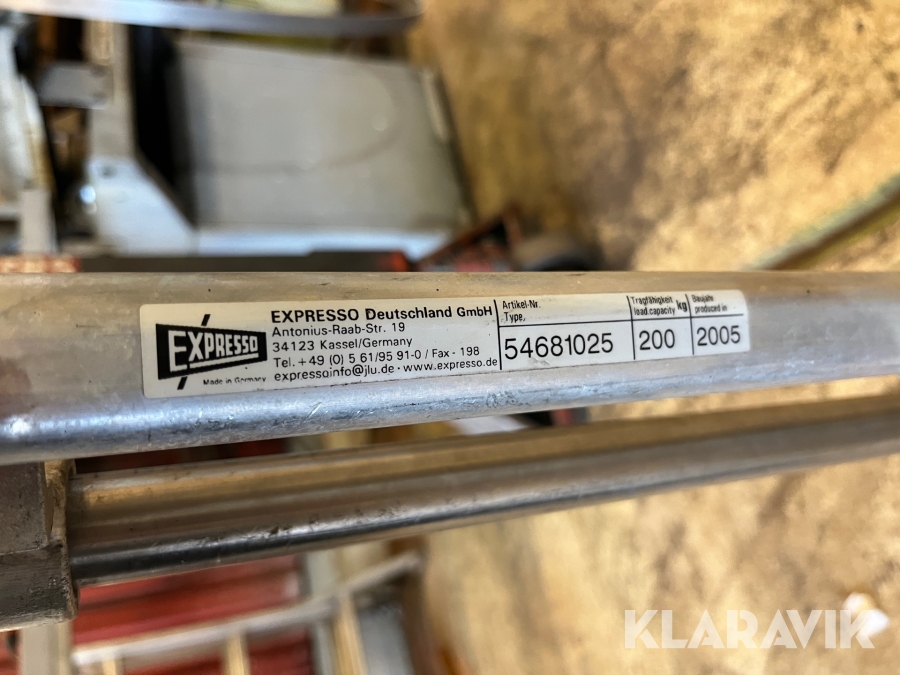 EXPRESSO
Made in Germany
EXPRESSO Deutschland GmbH
Antonius-Raab-Str. 19
34123 Kassel/Germany
Tel. +49 (0) 5 61/95 91-0 / Fax - 198
expressoinfo@jlu.de · www.expresso.de
Artikel-Nr.
Type,
54681025
Tragfähigkeit
load.capacity kg
200
Baujahr
produced in
2005
KLARAVIK